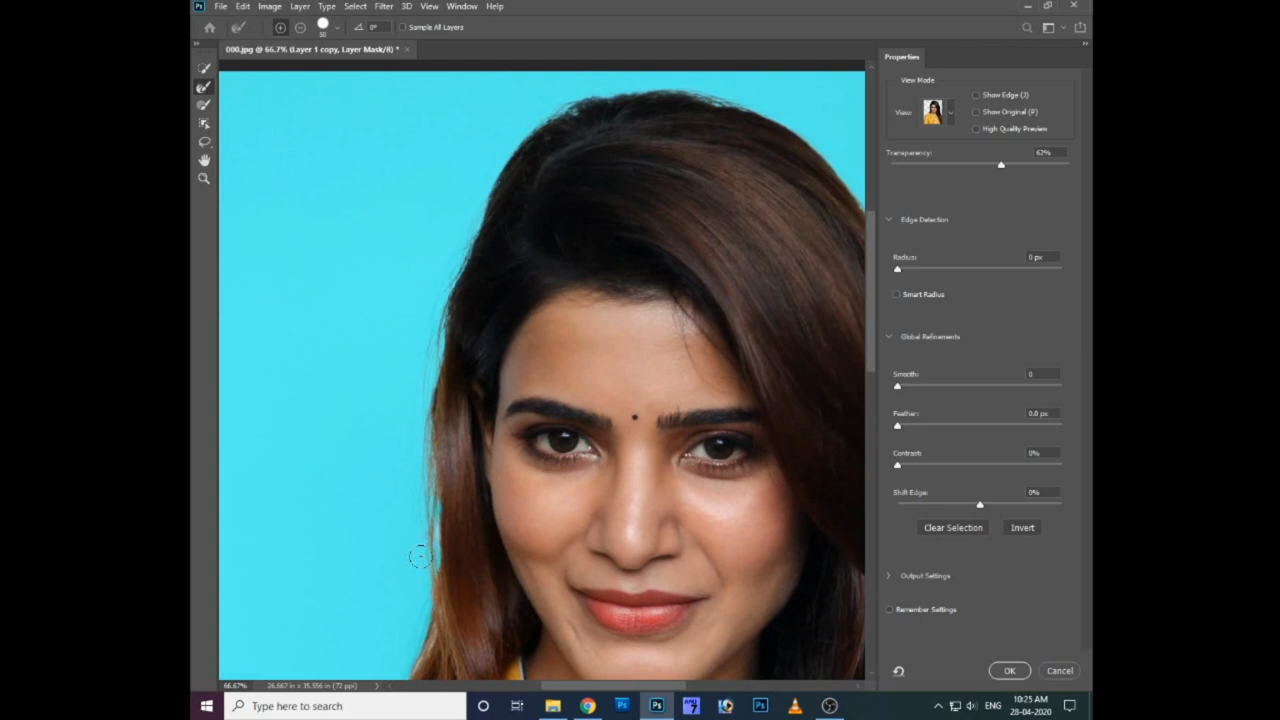 File Edit Image Layer Type Select Filter 3D View Window Help
50
0°
Sample All Layers
000.jpg @ 66.7% (Layer 1 copy, Layer Mask/8) *
Properties
View Mode
Show Edge (J)
View:
Show Original (P)
High Quality Preview
Transparency:
62%
Edge Detection
Radius:
0 px
Smart Radius
Global Refinements
Smooth:
0
Feather:
0.0 px
Contrast:
0%
Shift Edge:
0%
Clear Selection
Invert
Output Settings
Remember Settings
OK
Cancel
66.67%
26.667 in x 35.556 in (72 ppi)
Type here to search
ENG
10:25 AM
28-04-2020